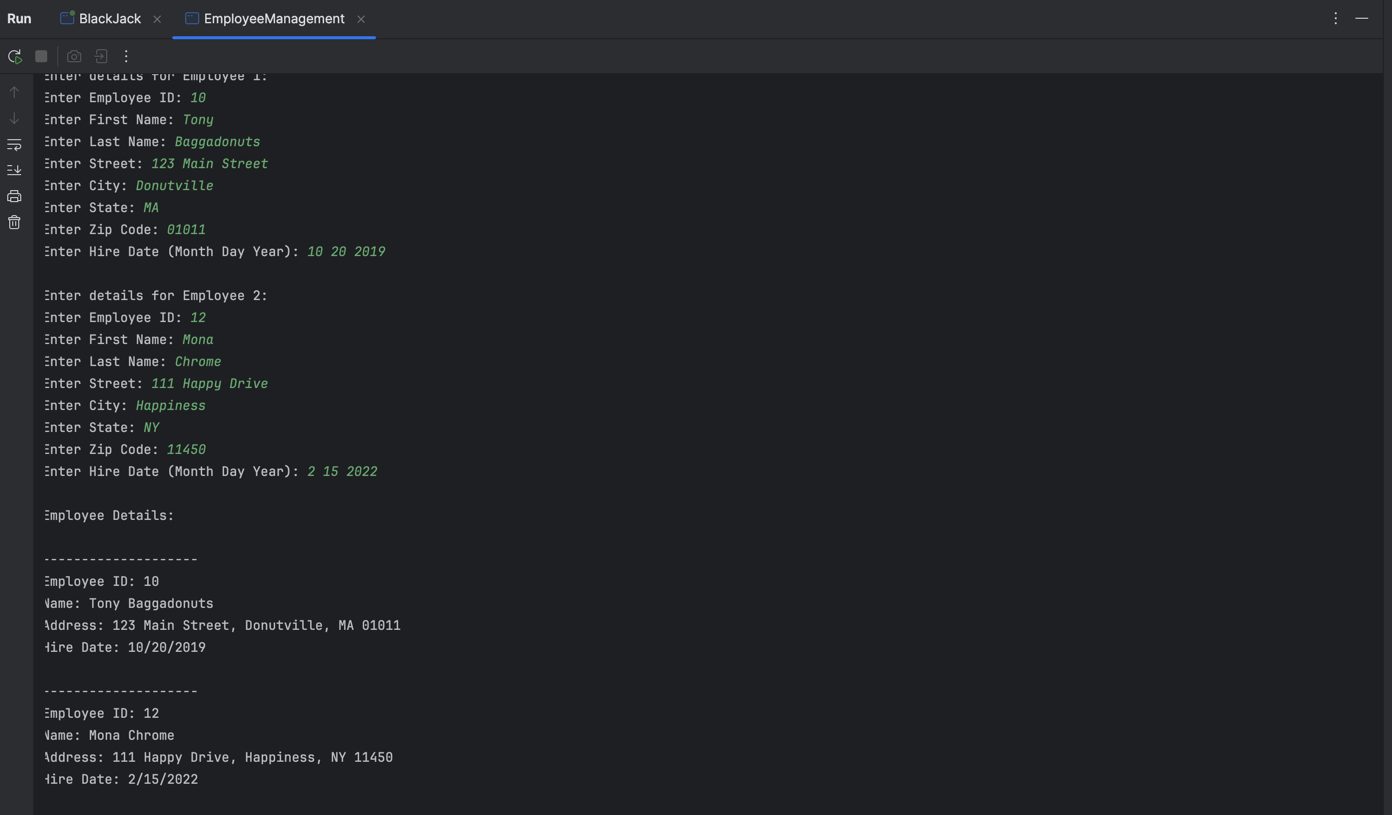 Run BlackJack EmployeeManagement
Enter details for Employee 1:
Enter Employee ID: 10
Enter First Name: Tony
Enter Last Name: Baggadonuts
Enter Street: 123 Main Street
Enter City: Donutville
Enter State: MA
Enter Zip Code: 01011
Enter Hire Date (Month Day Year): 10 20 2019
Enter details for Employee 2:
Enter Employee ID: 12
Enter First Name: Mona
Enter Last Name: Chrome
Enter Street: 111 Happy Drive
Enter City: Happiness
Enter State: NY
Enter Zip Code: 11450
Enter Hire Date (Month Day Year): 2 15 2022
Employee Details:
--------------------
Employee ID: 10
Name: Tony Baggadonuts
Address: 123 Main Street, Donutville, MA 01011
Hire Date: 10/20/2019
--------------------
Employee ID: 12
Name: Mona Chrome
Address: 111 Happy Drive, Happiness, NY 11450
Hire Date: 2/15/2022